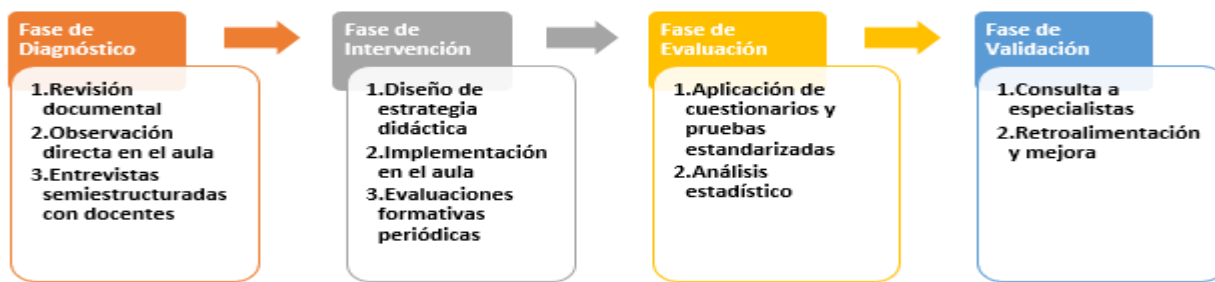 Fase de
Diagnóstico
1.Revisión
documental
2.Observación
directa en el aula
3.Entrevistas
semiestructuradas
con docentes
Fase de
Intervención
1.Diseño de
estrategia
didáctica
2.Implementación
en el aula
3.Evaluaciones
formativas
periódicas
Fase de
Evaluación
1.Aplicación de
cuestionarios y
pruebas
estandarizadas
2.Análisis
estadístico
Fase de
Validación
1.Consulta a
especialistas
2.Retroalimentación
y mejora